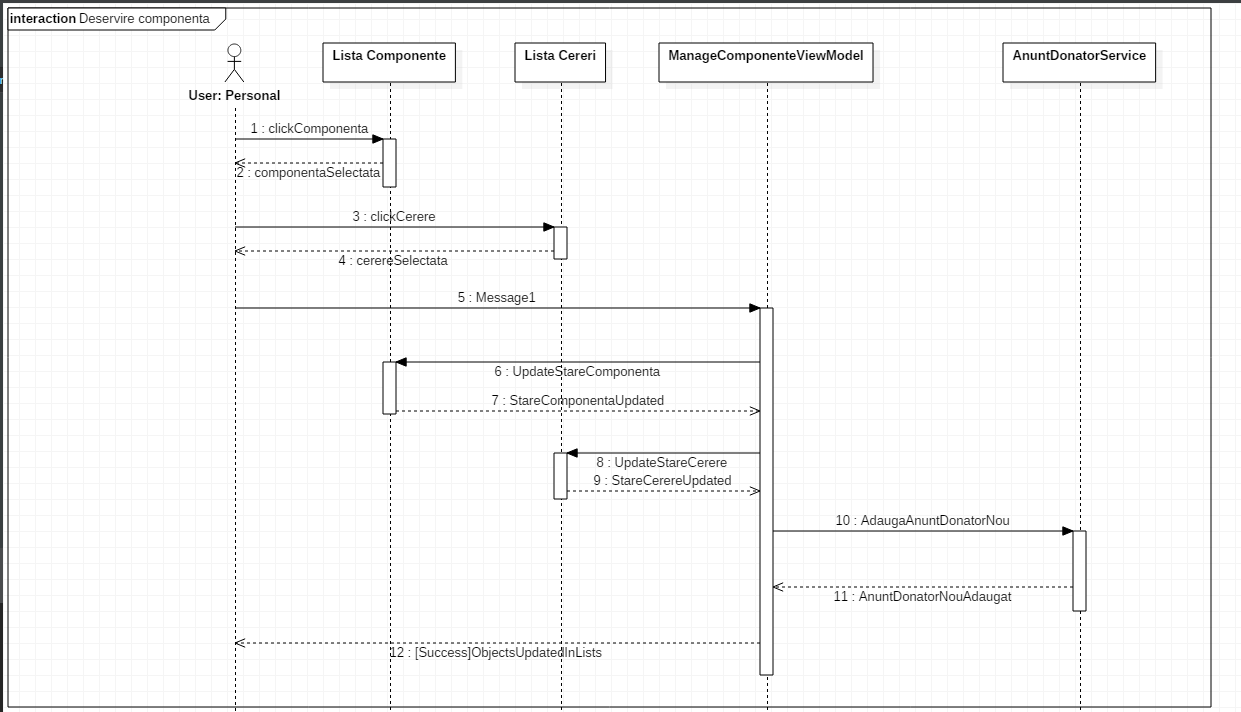 interaction Deservire componenta
User: Personal
Lista Componente
Lista Cereri
ManageComponenteViewModel
AnuntDonatorService
1 : clickComponenta
2 : componentaSelectata
3 : clickCerere
4 : cerereSelectata
5 : Message1
6 : UpdateStareComponenta
7 : StareComponentaUpdated
8 : UpdateStareCerere
9 : StareCerereUpdated
10 : AdaugaAnuntDonatorNou
11 : AnuntDonatorNouAdaugat
12 : [Success]ObjectsUpdatedInLists